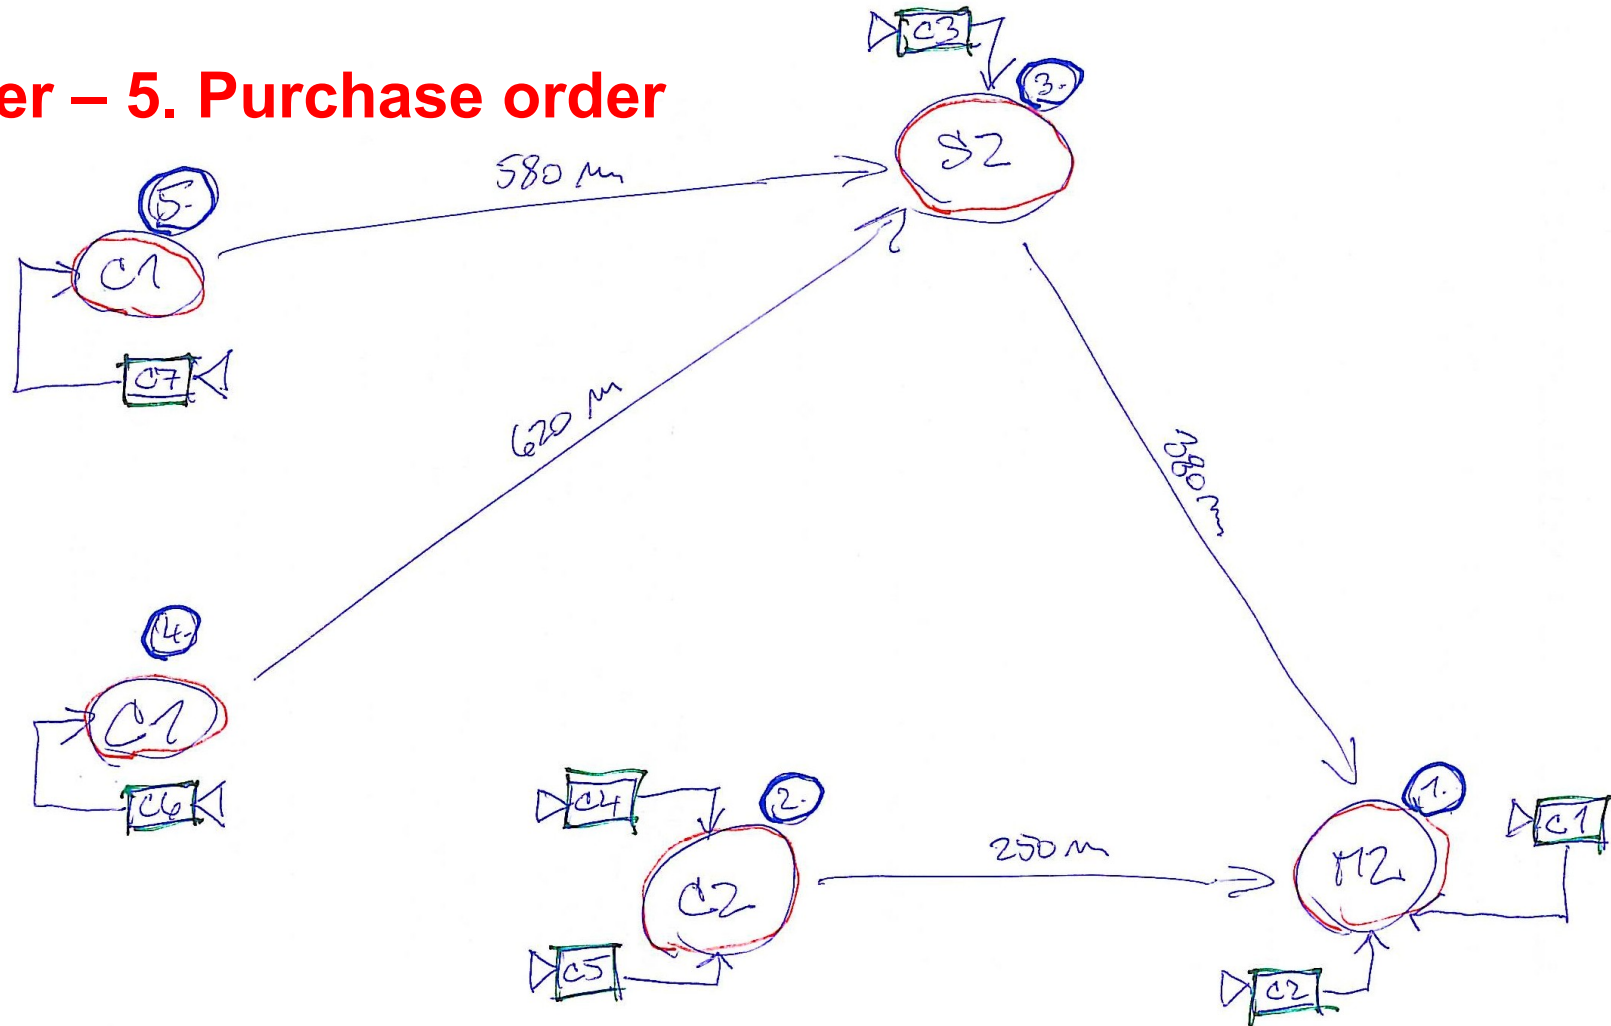 C3
3.
er – 5. Purchase order
S2
580 m
5.
C1
C7
620 m
380 m
4.
C1
C6
C4
2.
1.
C1
250 m
M2
C2
C5
C2